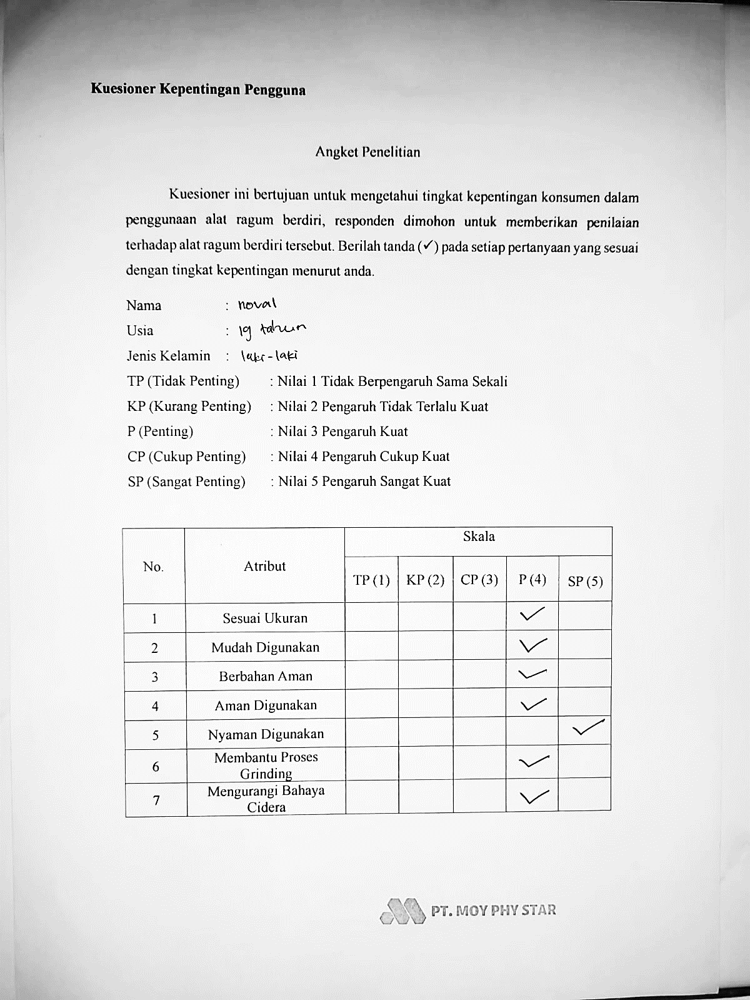 Kuesioner Kepentingan Pengguna
Angket Penelitian
Kuesioner ini bertujuan untuk mengetahui tingkat kepentingan konsumen dalam
penggunaan alat ragum berdiri, responden dimohon untuk memberikan penilaian
terhadap alat ragum berdiri tersebut. Berilah tanda (✓) pada setiap pertanyaan yang sesuai
dengan tingkat kepentingan menurut anda.
Nama : noval
Usia : 19 tahun
Jenis Kelamin : laki-laki
TP (Tidak Penting) : Nilai 1 Tidak Berpengaruh Sama Sekali
KP (Kurang Penting) : Nilai 2 Pengaruh Tidak Terlalu Kuat
P (Penting) : Nilai 3 Pengaruh Kuat
CP (Cukup Penting) : Nilai 4 Pengaruh Cukup Kuat
SP (Sangat Penting) : Nilai 5 Pengaruh Sangat Kuat
No. Atribut Skala
TP (1) KP (2) CP (3) P (4) SP (5)
1 Sesuai Ukuran ✓
2 Mudah Digunakan ✓
3 Berbahan Aman ✓
4 Aman Digunakan ✓
5 Nyaman Digunakan ✓
6 Membantu Proses Grinding ✓
7 Mengurangi Bahaya Cidera ✓
PT. MOY PHY STAR